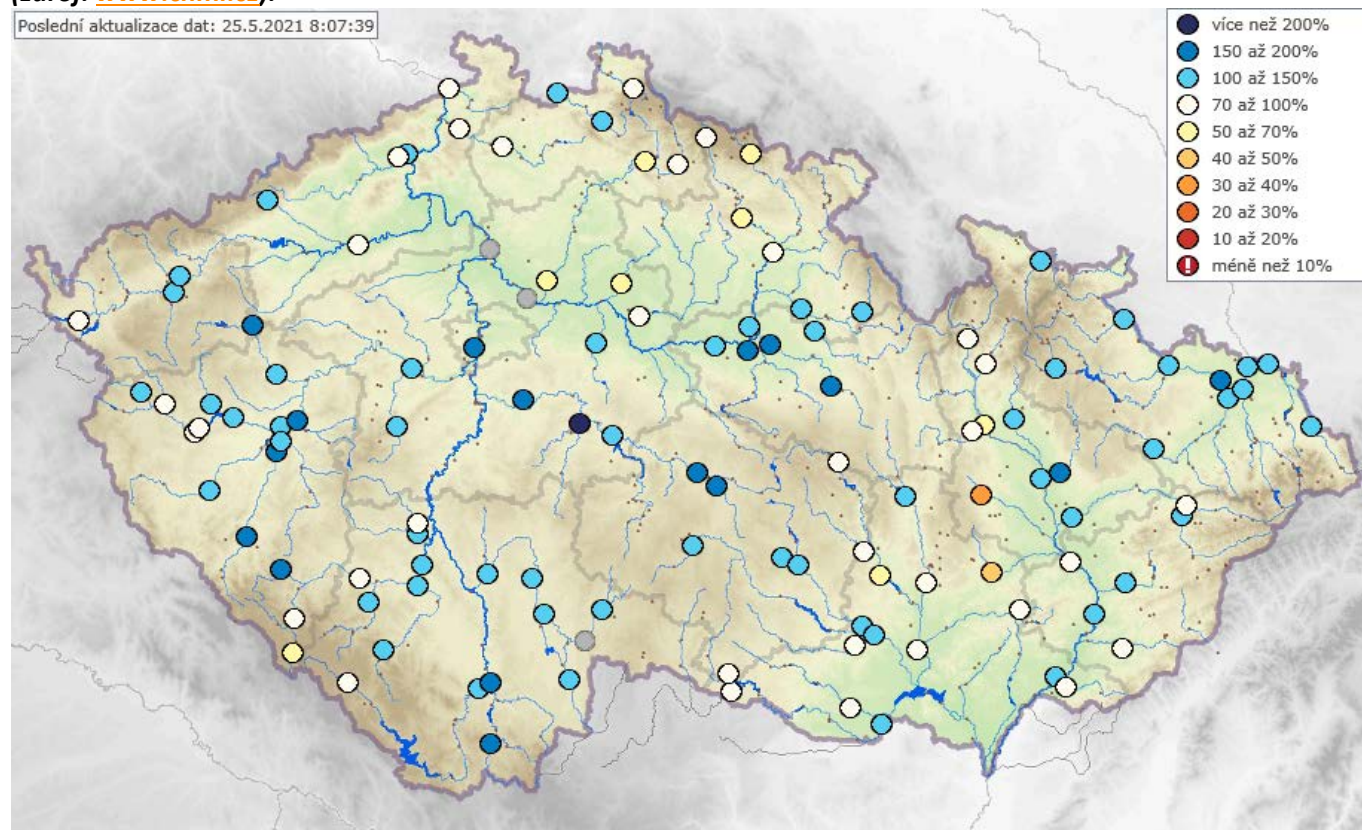 Poslední aktualizace dat: 25.5.2021 8:07:39
více než 200%
150 až 200%
100 až 150%
70 až 100%
50 až 70%
40 až 50%
30 až 40%
20 až 30%
10 až 20%
méně než 10%